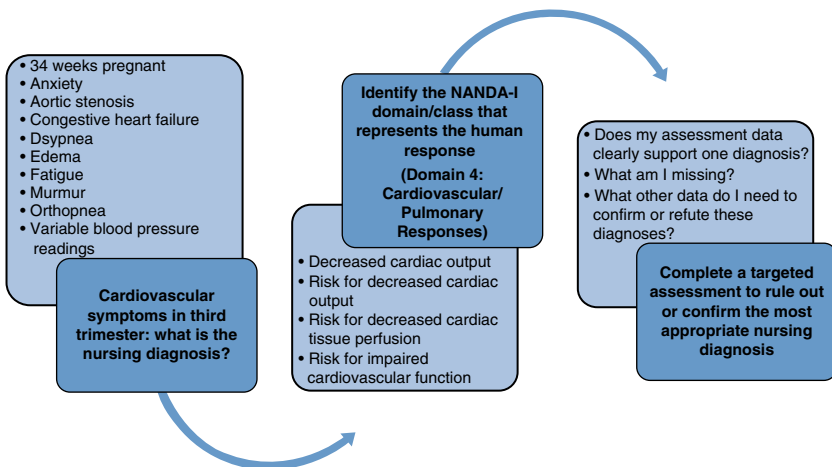 • 34 weeks pregnant
• Anxiety
• Aortic stenosis
• Congestive heart failure
• Dsypnea
• Edema
• Fatigue
• Murmur
• Orthopnea
• Variable blood pressure
readings
Cardiovascular
symptoms in third
trimester: what is the
nursing diagnosis?
Identify the NANDA-I
domain/class that
represents the human
response
(Domain 4:
Cardiovascular/
Pulmonary
Responses)
• Decreased cardiac output
• Risk for decreased cardiac
output
• Risk for decreased cardiac
tissue perfusion
• Risk for impaired
cardiovascular function
• Does my assessment data
clearly support one diagnosis?
• What am I missing?
• What other data do I need to
confirm or refute these
diagnoses?
Complete a targeted
assessment to rule out
or confirm the most
appropriate nursing
diagnosis